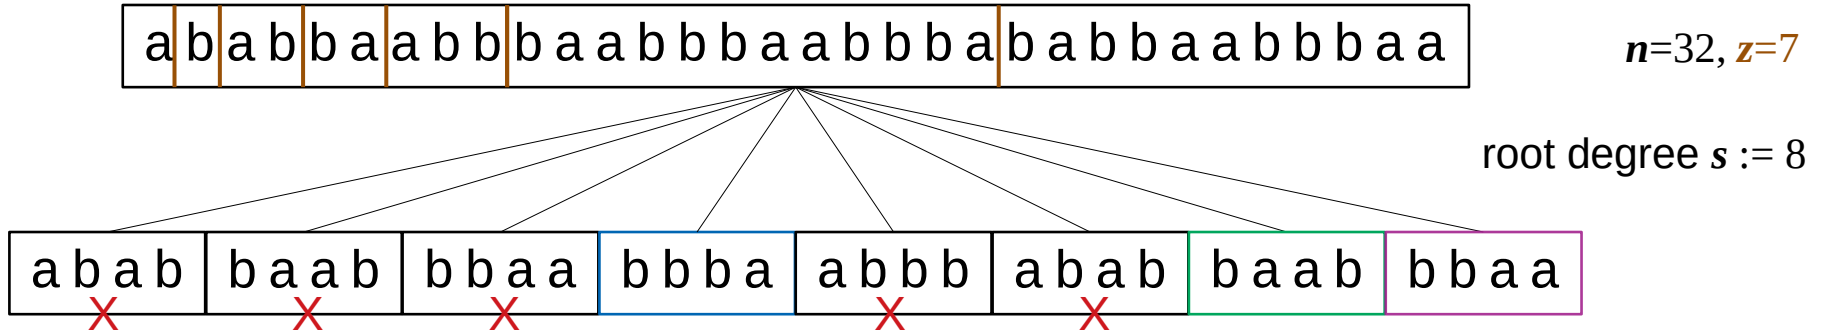 a b a b b a a b b b a a b b b a a b b b a b a b b a a b b b a a
n=32, z=7
root degree s := 8
a b a b b a a b b b a a b b b a a b b b a b a b b a a b b b a a
X X X X X